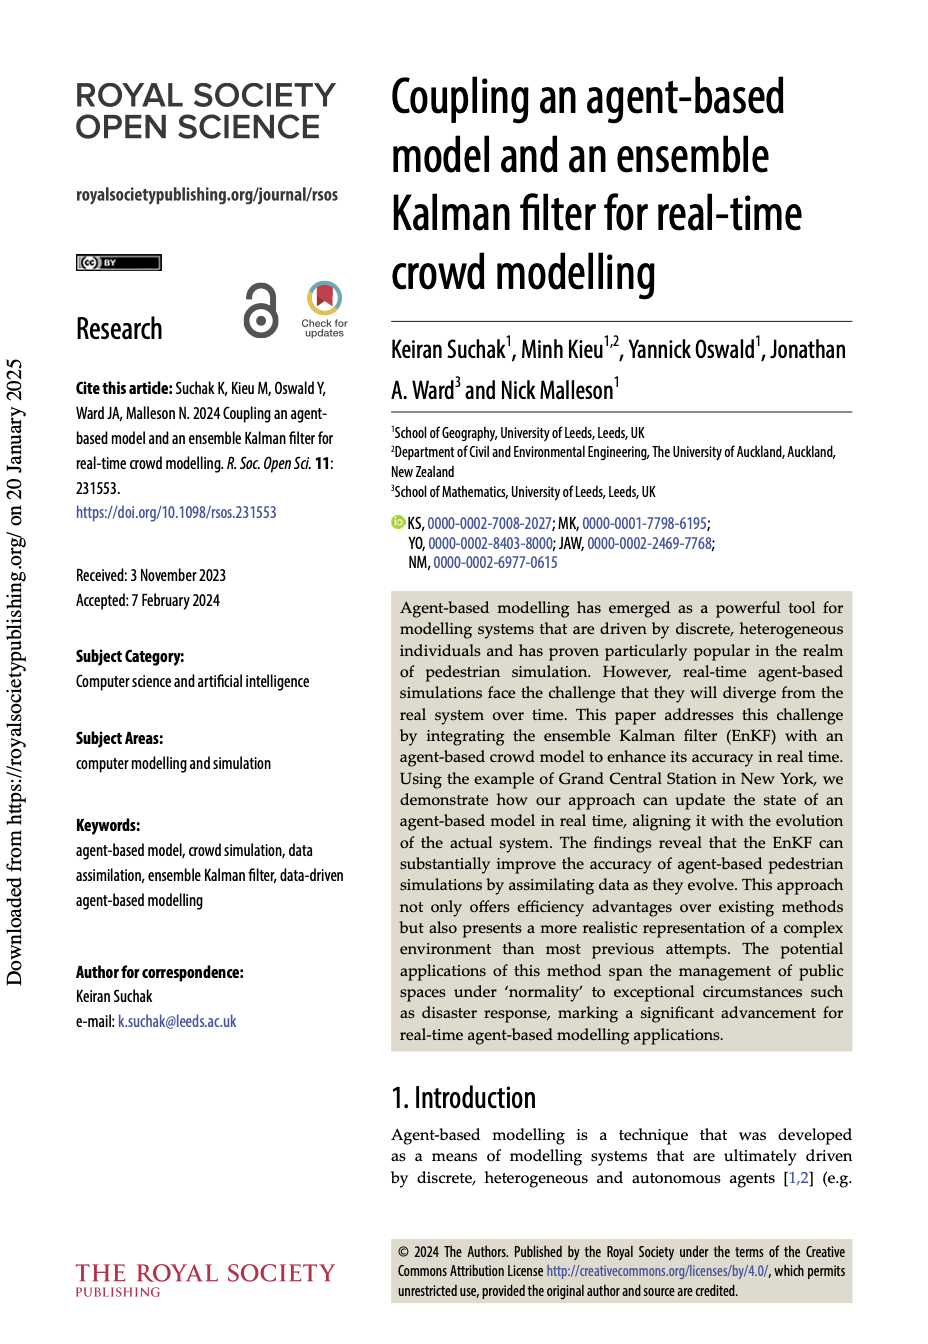 ROYAL SOCIETY
OPEN SCIENCE
royalsocietypublishing.org/journal/rsos
cc BY
Research
Check for
updates
Cite this article: Suchak K, Kieu M, Oswald Y,
Ward JA, Malleson N. 2024 Coupling an agent-
based model and an ensemble Kalman filter for
real-time crowd modelling. R. Soc. Open Sci. 11:
231553.
https://doi.org/10.1098/rsos.231553
Received: 3 November 2023
Accepted: 7 February 2024
Subject Category:
Computer science and artificial intelligence
Subject Areas:
computer modelling and simulation
Keywords:
agent-based model, crowd simulation, data
assimilation, ensemble Kalman filter, data-driven
agent-based modelling
Author for correspondence:
Keiran Suchak
e-mail: k.suchak@leeds.ac.uk
Coupling an agent-based
model and an ensemble
Kalman filter for real-time
crowd modelling
Keiran Suchak1, Minh Kieu1,2, Yannick Oswald1, Jonathan
A. Ward3 and Nick Malleson1
1School of Geography, University of Leeds, Leeds, UK
2Department of Civil and Environmental Engineering, The University of Auckland, Auckland,
New Zealand
3School of Mathematics, University of Leeds, Leeds, UK
iD KS, 0000-0002-7008-2027; MK, 0000-0001-7798-6195;
YO, 0000-0002-8403-8000; JAW, 0000-0002-2469-7768;
NM, 0000-0002-6977-0615
Agent-based modelling has emerged as a powerful tool for
modelling systems that are driven by discrete, heterogeneous
individuals and has proven particularly popular in the realm
of pedestrian simulation. However, real-time agent-based
simulations face the challenge that they will diverge from the
real system over time. This paper addresses this challenge
by integrating the ensemble Kalman filter (EnKF) with an
agent-based crowd model to enhance its accuracy in real time.
Using the example of Grand Central Station in New York, we
demonstrate how our approach can update the state of an
agent-based model in real time, aligning it with the evolution
of the actual system. The findings reveal that the EnKF can
substantially improve the accuracy of agent-based pedestrian
simulations by assimilating data as they evolve. This approach
not only offers efficiency advantages over existing methods
but also presents a more realistic representation of a complex
environment than most previous attempts. The potential
applications of this method span the management of public
spaces under ‘normality’ to exceptional circumstances such
as disaster response, marking a significant advancement for
real-time agent-based modelling applications.
1. Introduction
Agent-based modelling is a technique that was developed
as a means of modelling systems that are ultimately driven
by discrete, heterogeneous and autonomous agents [1,2] (e.g.
© 2024 The Authors. Published by the Royal Society under the terms of the Creative
Commons Attribution License http://creativecommons.org/licenses/by/4.0/, which permits
unrestricted use, provided the original author and source are credited.
THE ROYAL SOCIETY
PUBLISHING
Downloaded from https://royalsocietypublishing.org/ on 20 January 2025